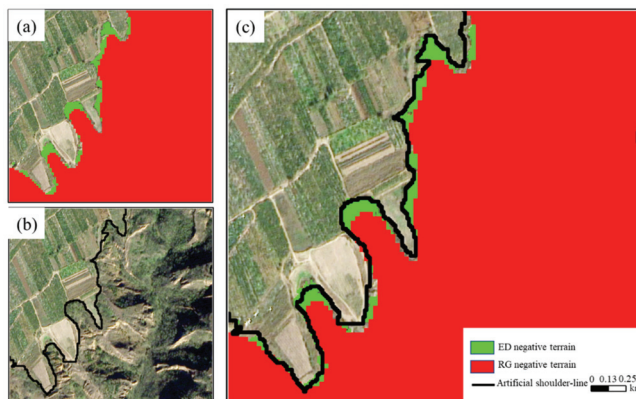 (a)
(b)
(c)
ED negative terrain
RG negative terrain
Artificial shoulder-line
0 0.13 0.25